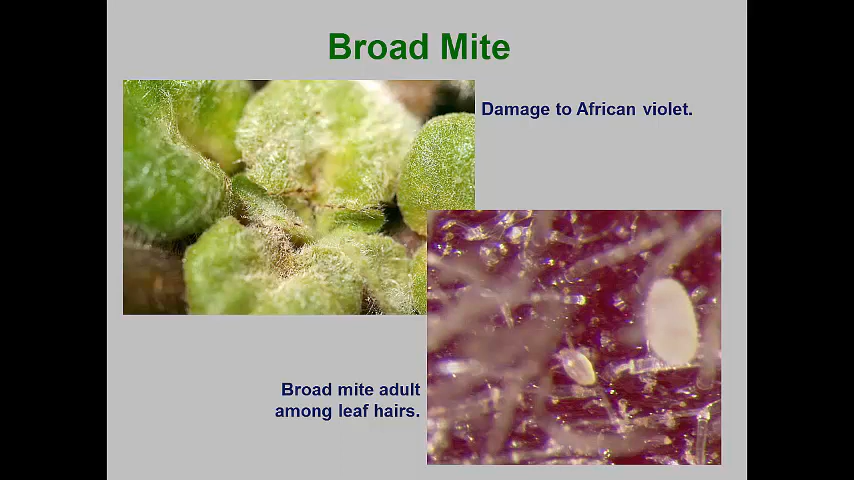 Broad Mite
Damage to African violet.
Broad mite adult
among leaf hairs.